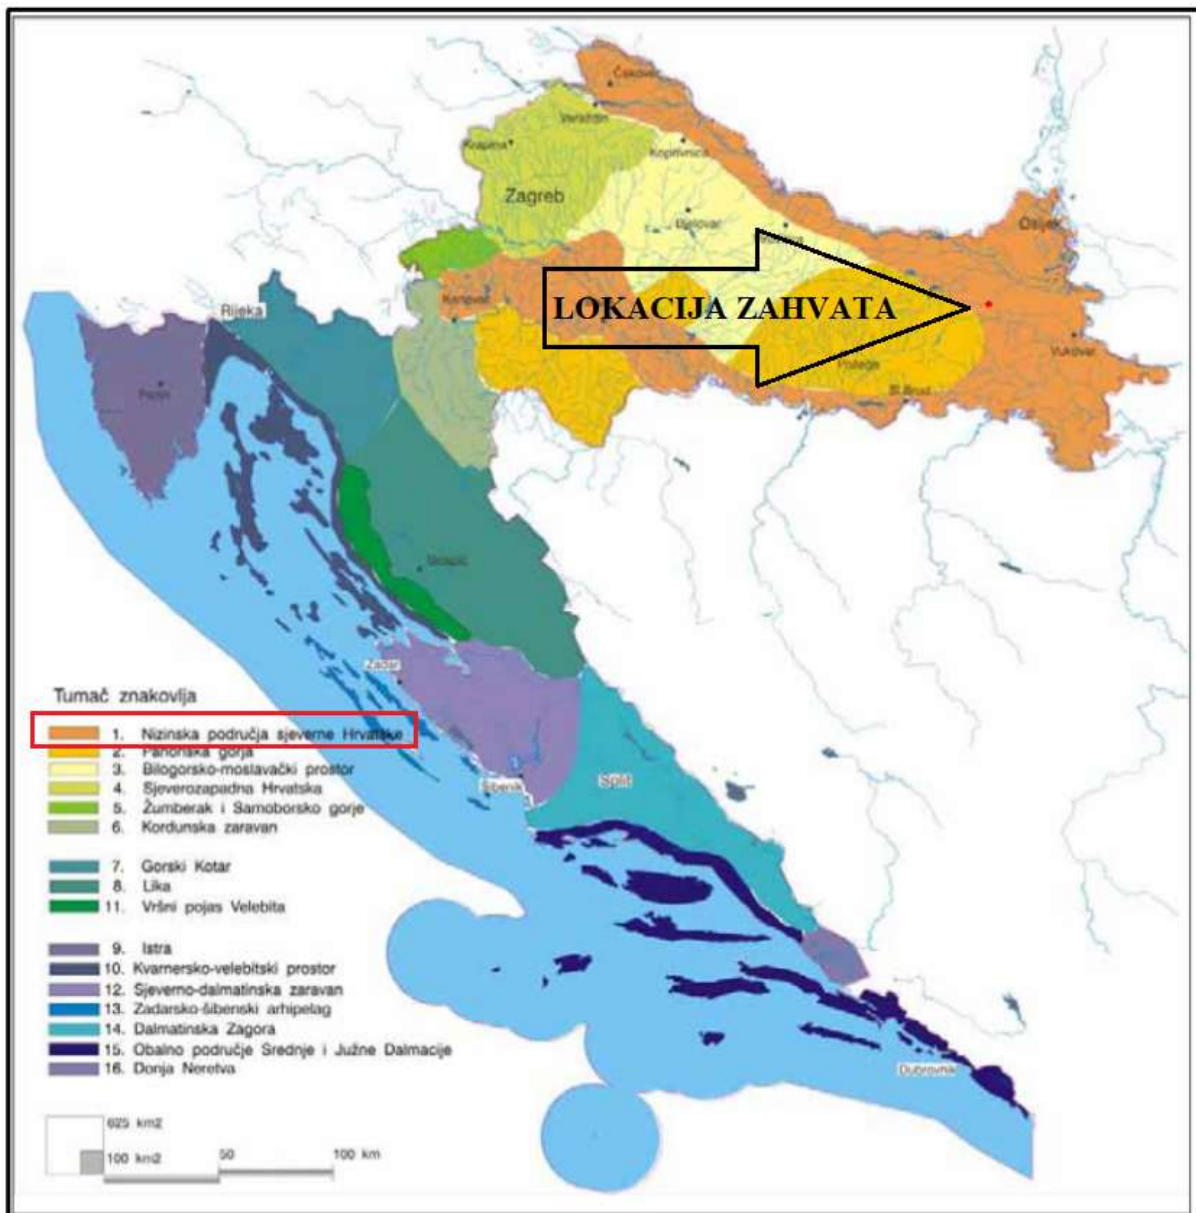 Čakovec
Varaždin
Krapina
Koprivnica
Zagreb
Bjelovar
Osijek
LOKACIJA ZAHVATA
Karlovac
Rijeka
Vukovar
Požega
Sl.Brod
Pazin
Gospić
Zadar
Šibenik
Split
Dubrovnik
Tumač znakovlja
1. Nizinska područja sjeverne Hrvatske
2. Panonska gorja
3. Bilogorsko-moslavački prostor
4. Sjeverozapadna Hrvatska
5. Žumberak i Samoborsko gorje
6. Kordunska zaravan
7. Gorski Kotar
8. Lika
11. Vršni pojas Velebita
9. Istra
10. Kvarnersko-velebitski prostor
12. Sjeverno-dalmatinska zaravan
13. Zadarsko-šibenski arhipelag
14. Dalmatinska Zagora
15. Obalno područje Srednje i Južne Dalmacije
16. Donja Neretva
625 km2
100 km2
50
100 km